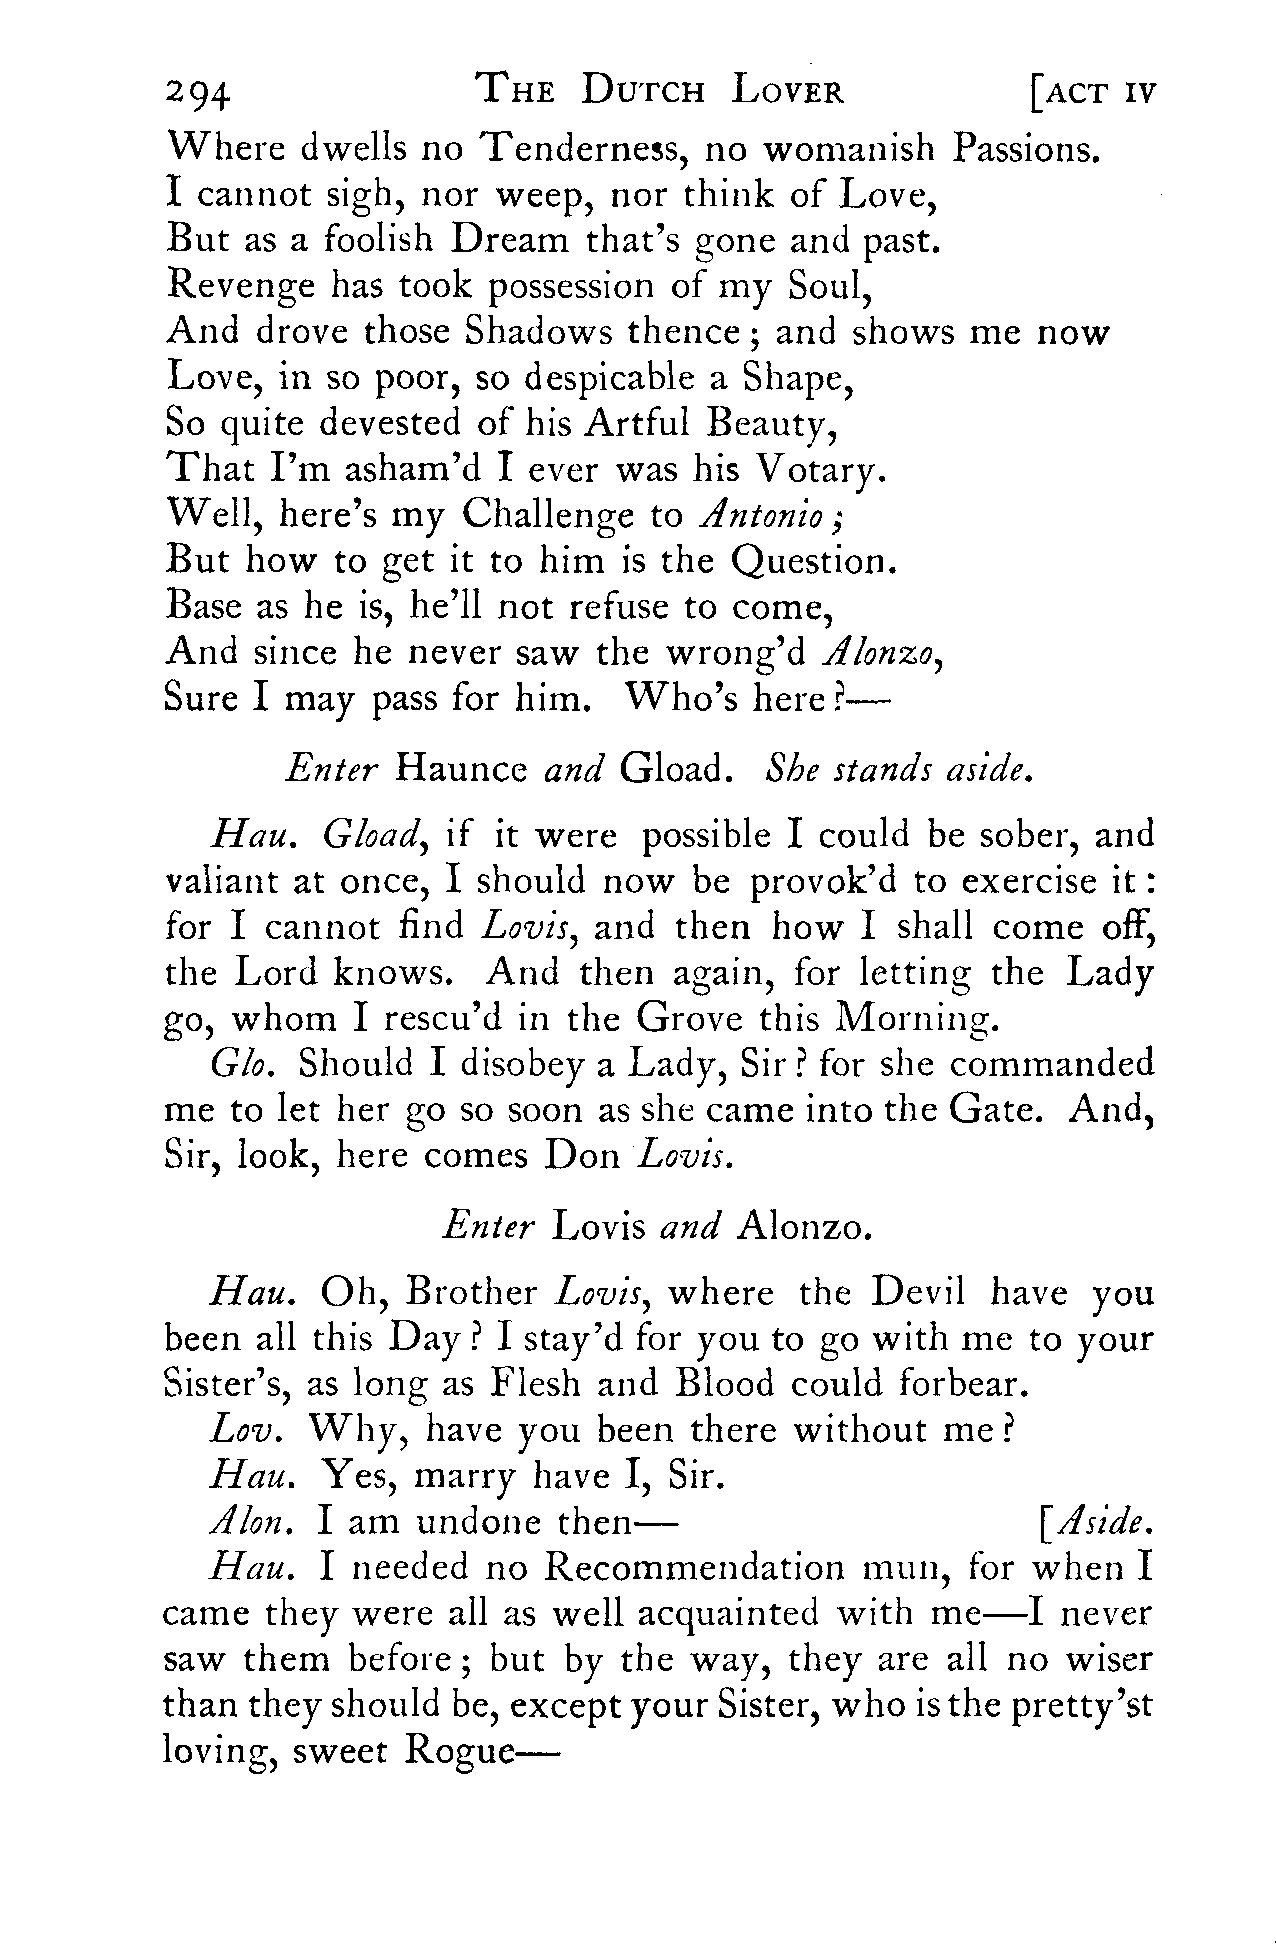 294 THE DUTCH LOVER [ACT IV
Where dwells no Tenderness, no womanish Passions.
I cannot sigh, nor weep, nor think of Love,
But as a foolish Dream that's gone and past.
Revenge has took possession of my Soul,
And drove those Shadows thence; and shows me now
Love, in so poor, so despicable a Shape,
So quite devested of his Artful Beauty,
That I'm asham'd I ever was his Votary.
Well, here's my Challenge to Antonio;
But how to get it to him is the Question.
Base as he is, he'll not refuse to come,
And since he never saw the wrong'd Alonzo,
Sure I may pass for him. Who's here?—
Enter Haunce and Gload. She stands aside.
Hau. Gload, if it were possible I could be sober, and
valiant at once, I should now be provok'd to exercise it:
for I cannot find Lovis, and then how I shall come off,
the Lord knows. And then again, for letting the Lady
go, whom I rescu'd in the Grove this Morning.
Glo. Should I disobey a Lady, Sir? for she commanded
me to let her go so soon as she came into the Gate. And,
Sir, look, here comes Don Lovis.
Enter Lovis and Alonzo.
Hau. Oh, Brother Lovis, where the Devil have you
been all this Day? I stay'd for you to go with me to your
Sister's, as long as Flesh and Blood could forbear.
Lov. Why, have you been there without me?
Hau. Yes, marry have I, Sir.
Alon. I am undone then— [Aside.
Hau. I needed no Recommendation mun, for when I
came they were all as well acquainted with me—I never
saw them before; but by the way, they are all no wiser
than they should be, except your Sister, who is the pretty'st
loving, sweet Rogue—